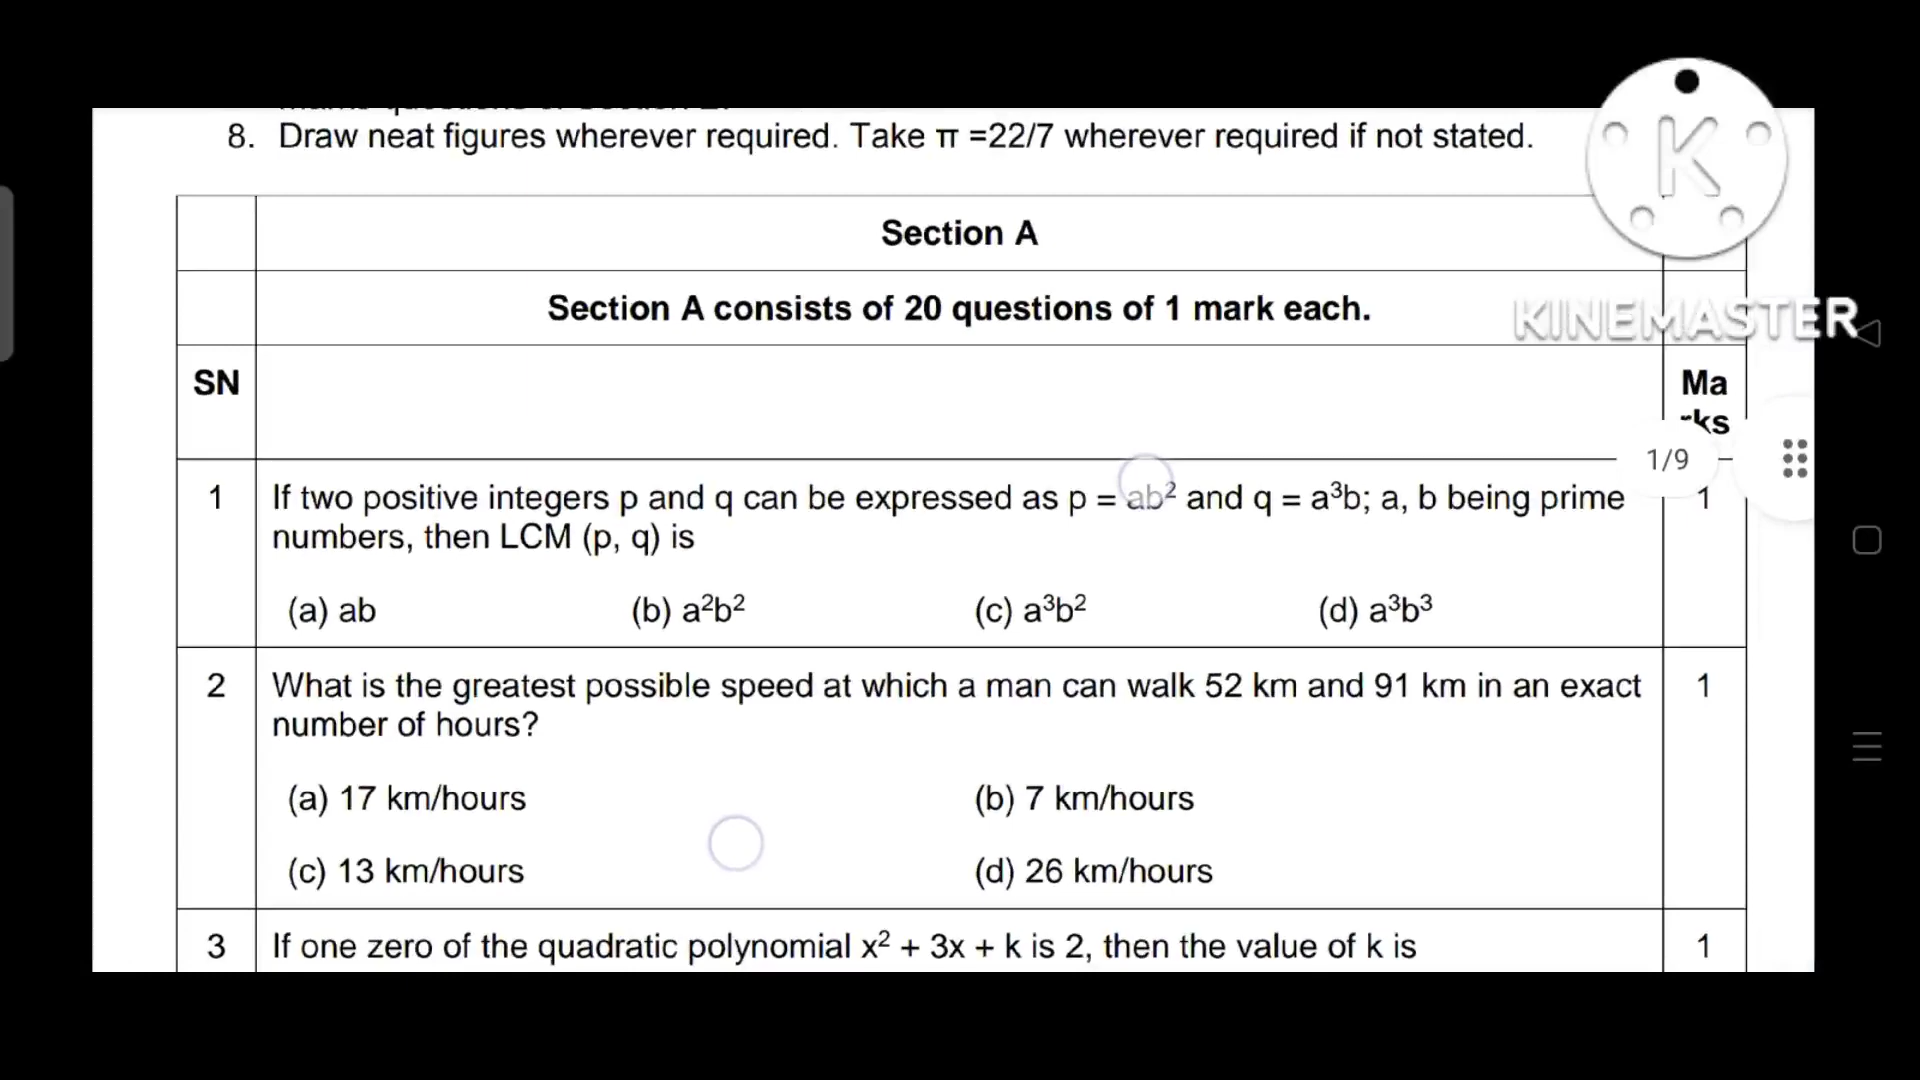 8. Draw neat figures wherever required. Take π =22/7 wherever required if not stated.
K
Section A
Section A consists of 20 questions of 1 mark each.
KINEMASTER
SN
Ma
rks
1/9
1 If two positive integers p and q can be expressed as p = ab² and q = a³b; a, b being prime 1
numbers, then LCM (p, q) is
(a) ab (b) a²b² (c) a³b² (d) a³b³
2 What is the greatest possible speed at which a man can walk 52 km and 91 km in an exact 1
number of hours?
(a) 17 km/hours (b) 7 km/hours
(c) 13 km/hours (d) 26 km/hours
3 If one zero of the quadratic polynomial x² + 3x + k is 2, then the value of k is 1